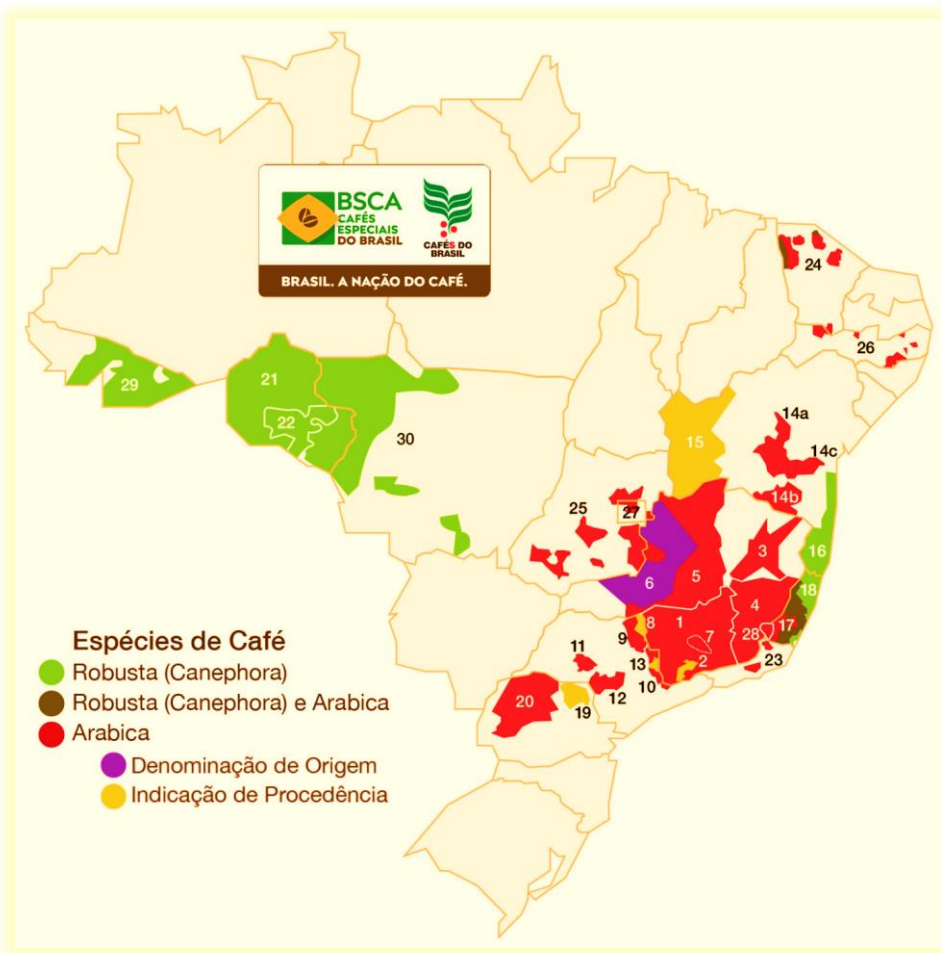 BSCA
CAFÉS
ESPECIAIS
DO BRASIL
CAFÉS DO
BRASIL
BRASIL. A NAÇÃO DO CAFÉ.
24
26
29
21
22
30
15
14a
14c
14b
25
27
3
16
6
5
18
4
8
1
17
9
7
28
11
2
23
13
10
12
20
19
Espécies de Café
Robusta (Canephora)
Robusta (Canephora) e Arabica
Arabica
Denominação de Origem
Indicação de Procedência